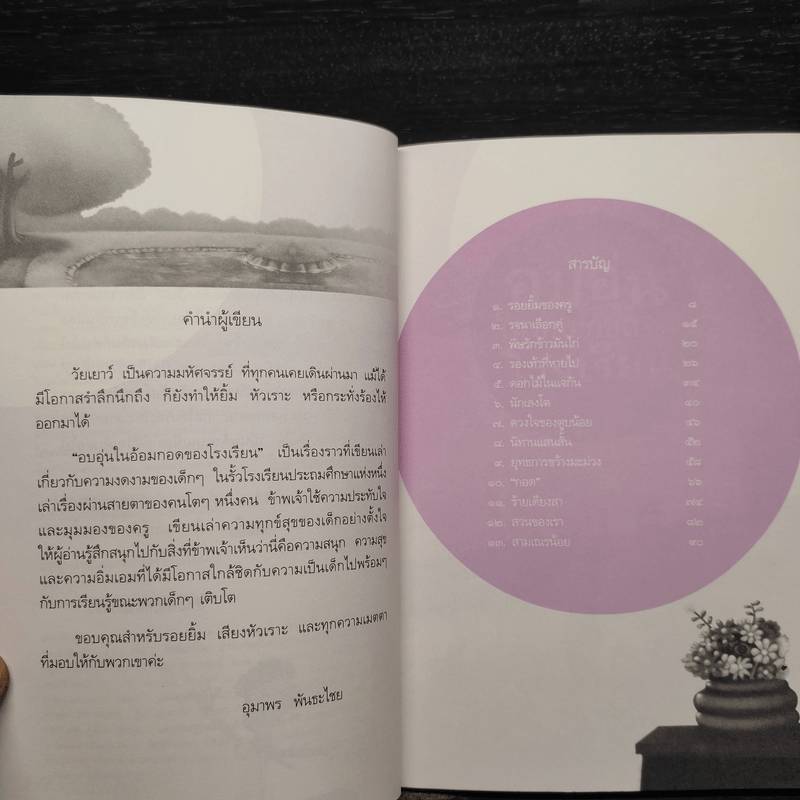 คำนำผู้เขียน
วัยเยาว์ เป็นความมหัศจรรย์ ที่ทุกคนเคยเดินผ่านมา แม้ได้
มีโอกาสรำลึกนึกถึง ก็ยังทำให้ยิ้ม หัวเราะ หรือกระทั่งร้องไห้
ออกมาได้
“อบอุ่นในอ้อมกอดของโรงเรียน” เป็นเรื่องราวที่เขียนเล่า
เกี่ยวกับความงดงามของเด็กๆ ในรั้วโรงเรียนประถมศึกษาแห่งหนึ่ง
เล่าเรื่องผ่านสายตาของคนโตๆ หนึ่งคน ข้าพเจ้าใช้ความประทับใจ
และมุมมองของครู เขียนเล่าความทุกข์สุขของเด็กอย่างตั้งใจ
ให้ผู้อ่านรู้สึกสนุกไปกับสิ่งที่ข้าพเจ้าเห็นว่านี่คือความสนุก ความสุข
และความอิ่มเอมที่ได้มีโอกาสใกล้ชิดกับความเป็นเด็กไปพร้อมๆ
กับการเรียนรู้ขณะพวกเด็กๆ เติบโต
ขอบคุณสำหรับรอยยิ้ม เสียงหัวเราะ และทุกความเมตตา
ที่มอบให้กับพวกเขาค่ะ
อุมาพร พันธะไชย
สารบัญ
๑. รอยยิ้มของครู ๘
๒. รจนาเลือกคู่ ๑๕
๓. พิษรักข้าวมันไก่ ๒๐
๔. รองเท้าที่หายไป ๒๖
๕. ดอกไม้ในแจกัน ๓๔
๖. นักเลงโต ๔๐
๗. ดวงใจของตูบน้อย ๔๖
๘. นิทานแสนสั้น ๕๒
๙. ยุทธการขว้างมะม่วง ๕๘
๑๐. “กอด” ๖๖
๑๑. ร้ายเดียงสา ๗๔
๑๒. สวนของเรา ๘๒
๑๓. สามเณรน้อย ๙๐